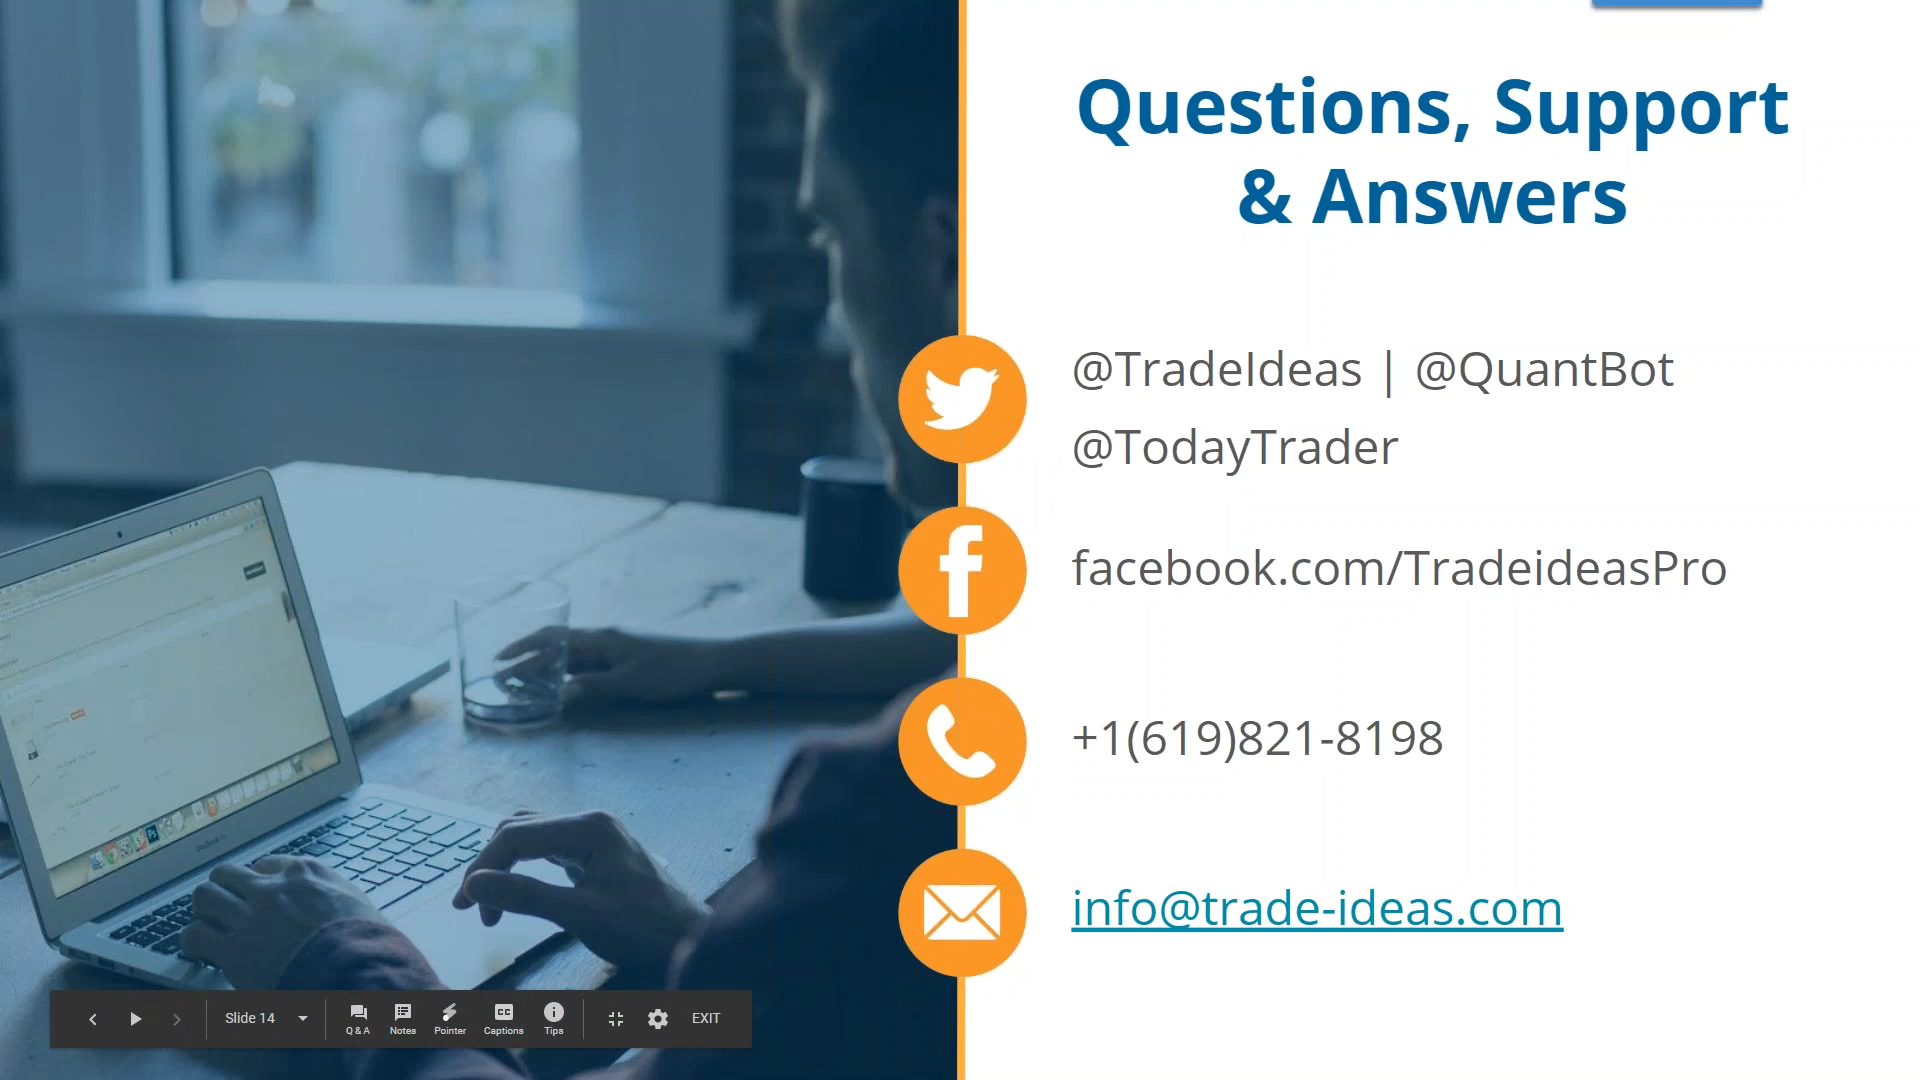 Questions, Support
& Answers
@TradeIdeas | @QuantBot
@TodayTrader
facebook.com/TradeideasPro
+1(619)821-8198
info@trade-ideas.com
Slide 14
Q & A
Notes
Pointer
Captions
Tips
EXIT